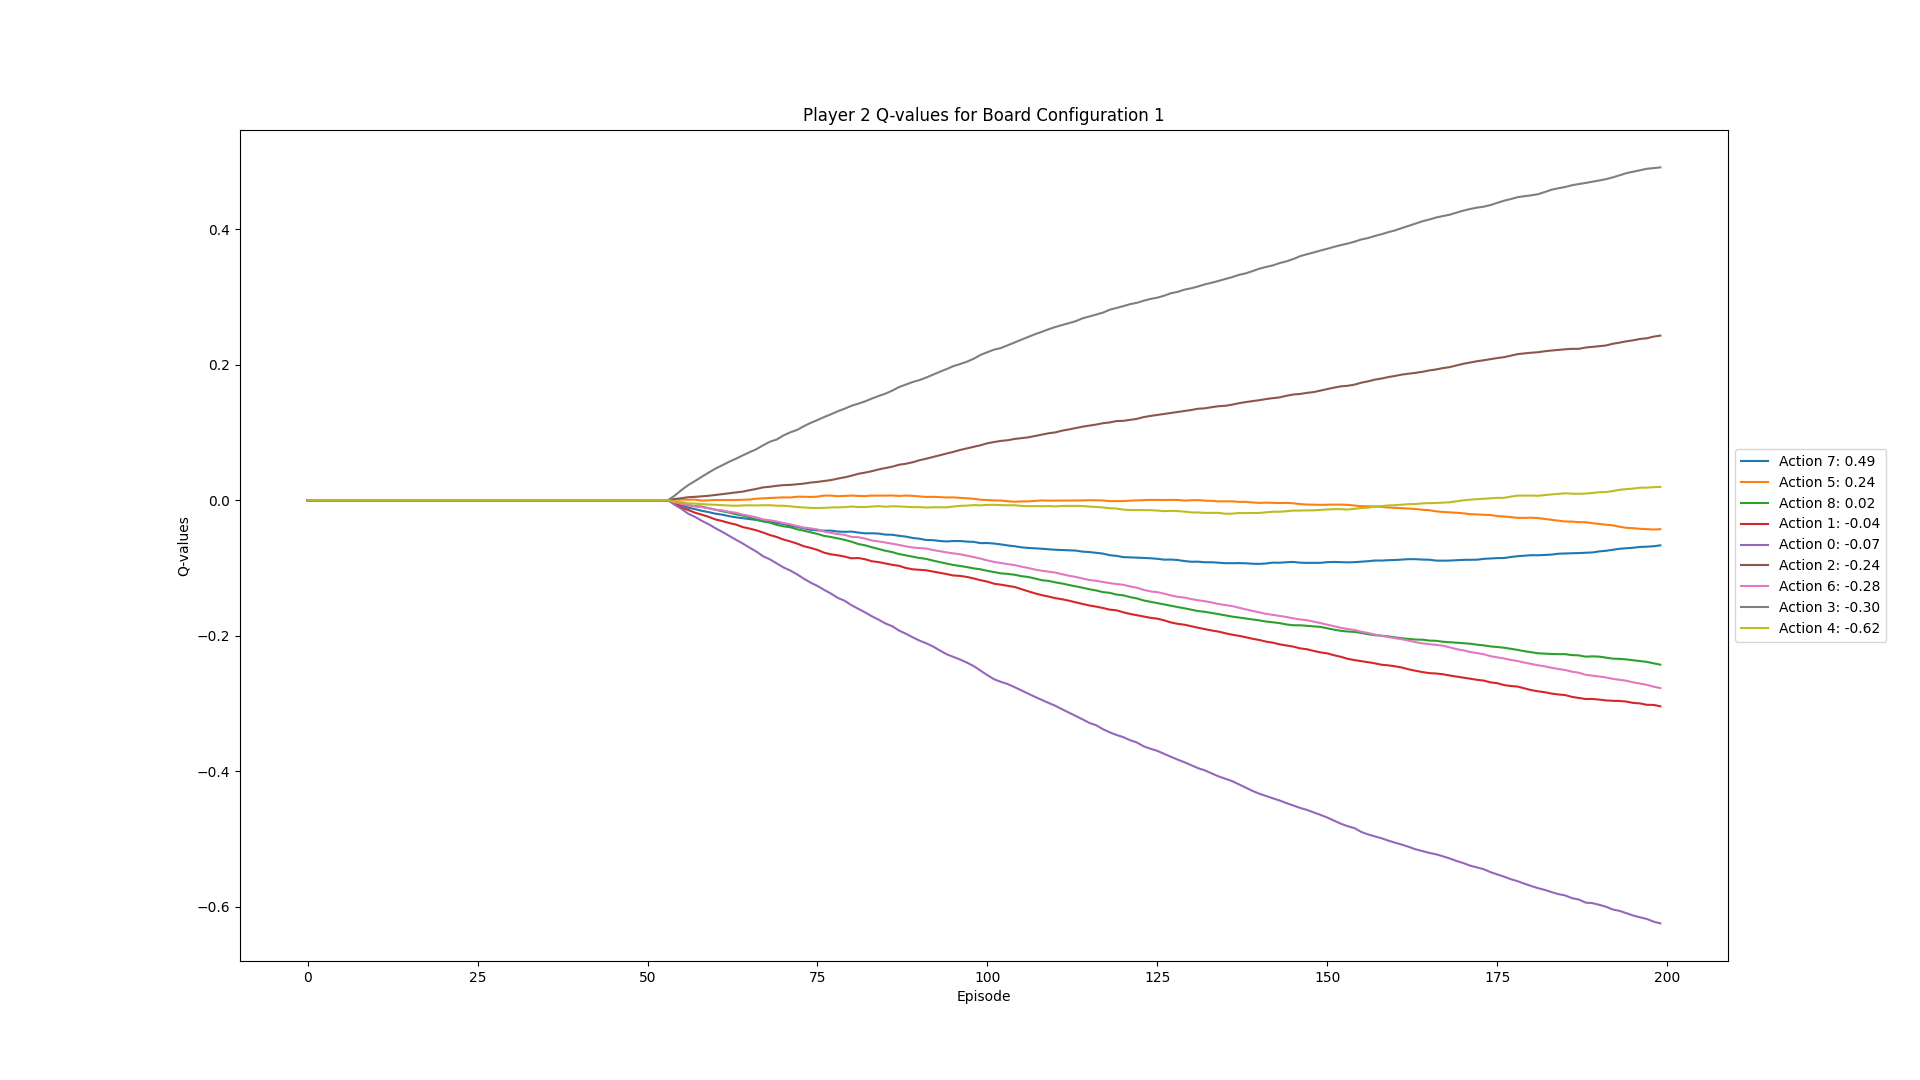 Player 2 Q-values for Board Configuration 1
Q-values
0.4
0.2
0.0
−0.2
−0.4
−0.6
0
25
50
75
100
125
150
175
200
Episode
Action 7: 0.49
Action 5: 0.24
Action 8: 0.02
Action 1: -0.04
Action 0: -0.07
Action 2: -0.24
Action 6: -0.28
Action 3: -0.30
Action 4: -0.62